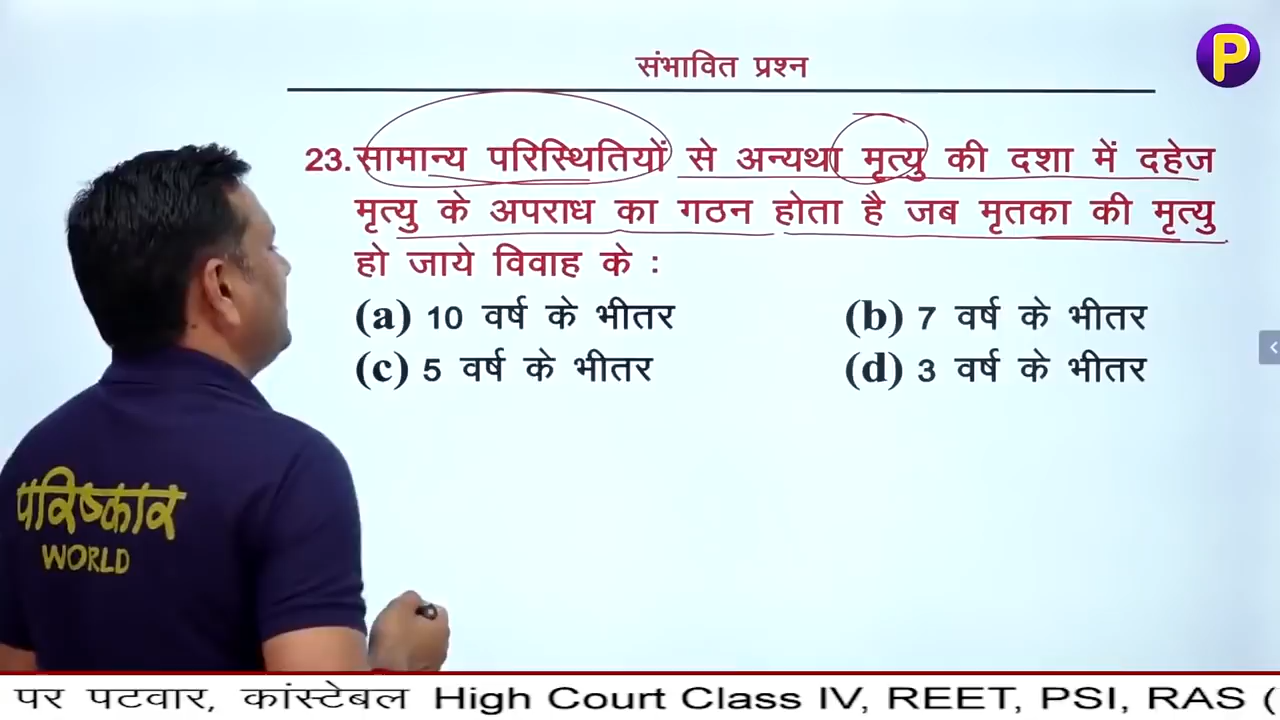 संभावित प्रश्न
P
23. सामान्य परिस्थितियों से अन्यथा मृत्यु की दशा में दहेज
मृत्यु के अपराध का गठन होता है जब मृतका की मृत्यु
हो जाये विवाह के :
(a) 10 वर्ष के भीतर (b) 7 वर्ष के भीतर
(c) 5 वर्ष के भीतर (d) 3 वर्ष के भीतर
परिष्कार
WORLD
पर पटवार, कांस्टेबल High Court Class IV, REET, PSI, RAS (